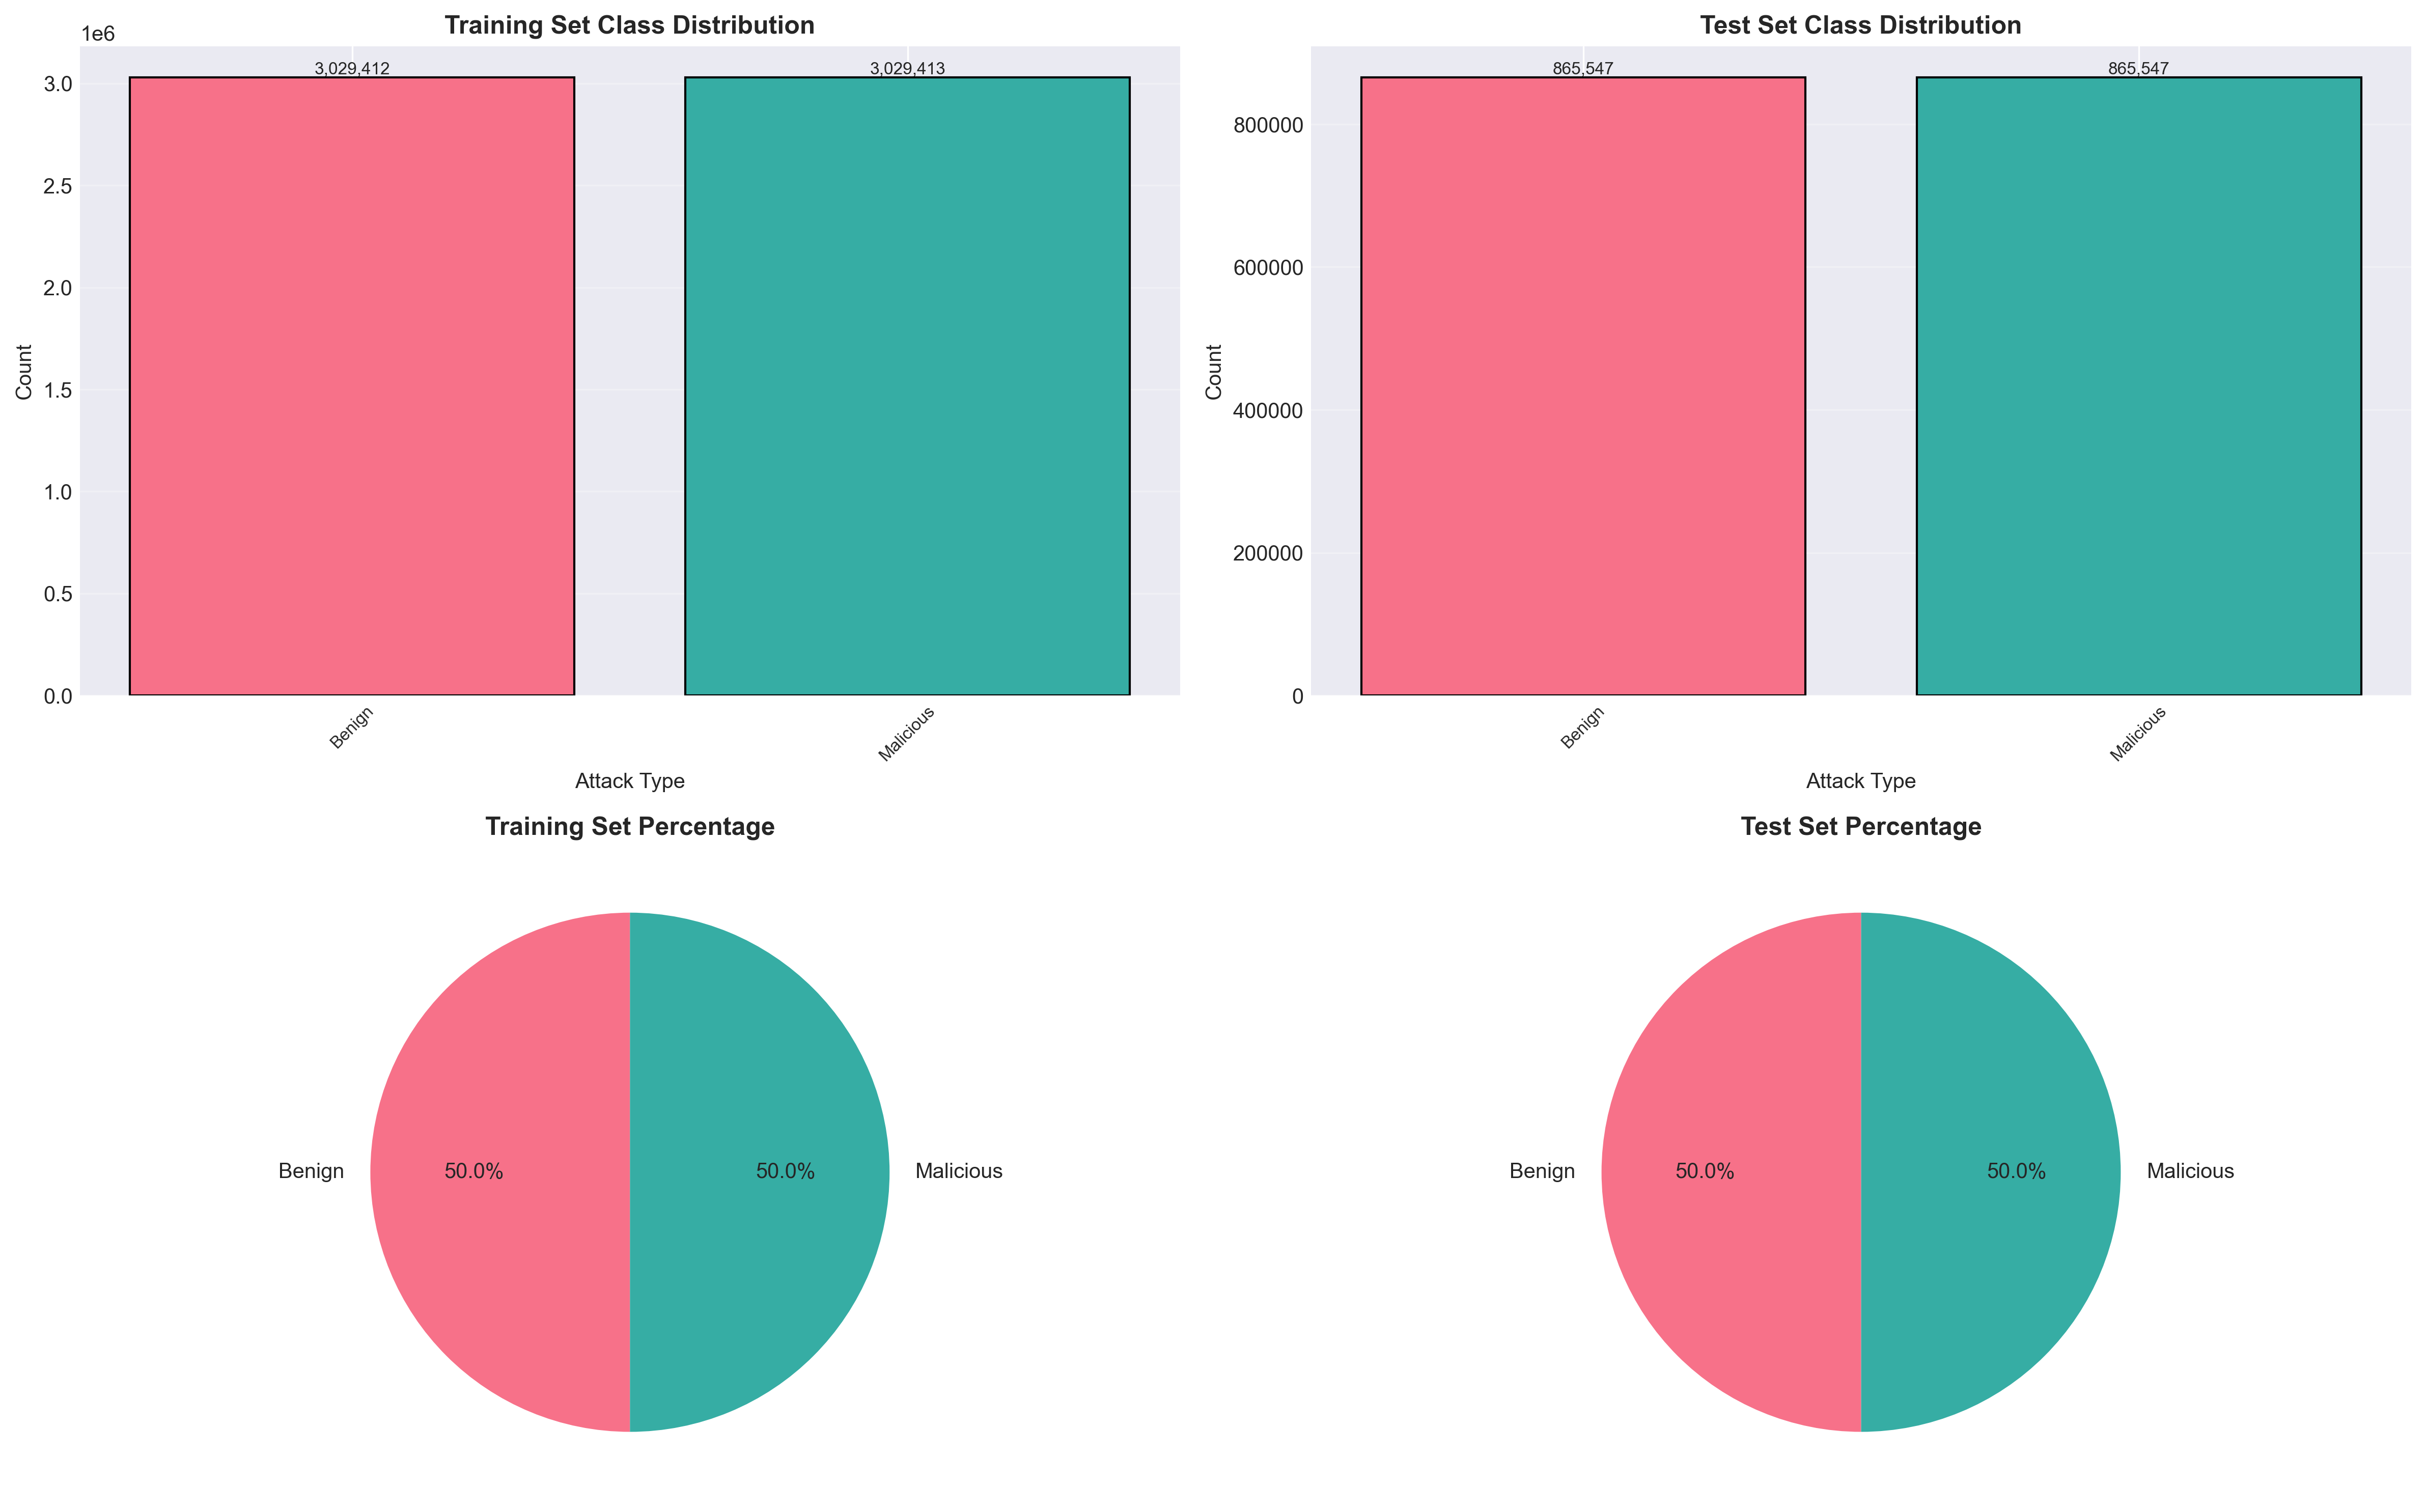 Training Set Class Distribution
1e6
3,029,412
3,029,413
3.0
2.5
2.0
1.5
1.0
0.5
0.0
Count
Benign
Malicious
Attack Type
Test Set Class Distribution
865,547
865,547
800000
600000
400000
200000
0
Count
Benign
Malicious
Attack Type
Training Set Percentage
Benign
50.0%
50.0%
Malicious
Test Set Percentage
Benign
50.0%
50.0%
Malicious